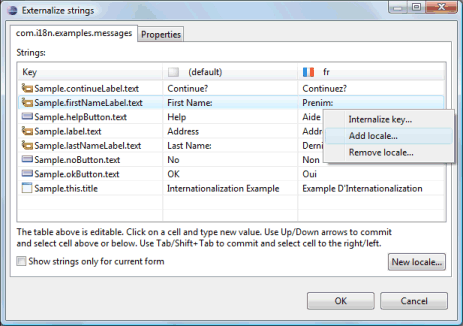 Externalize strings
com.i18n.examples.messages Properties
Strings:
Key (default) fr
Sample.continueLabel.text Continue? Continuez?
Sample.firstNameLabel.text First Name: Prenim:
Sample.helpButton.text Help Aide
Sample.label.text Address Addr
Sample.lastNameLabel.text Last Name: Derni
Sample.noButton.text No Non
Sample.okButton.text OK Oui
Sample.this.title Internationalization Example Example D'Internationalization
Internalize key...
Add locale...
Remove locale...
The table above is editable. Click on a cell and type new value. Use Up/Down arrows to commit
and select cell above or below. Use Tab/Shift+Tab to commit and select cell to the right/left.
Show strings only for current form New locale...
OK Cancel